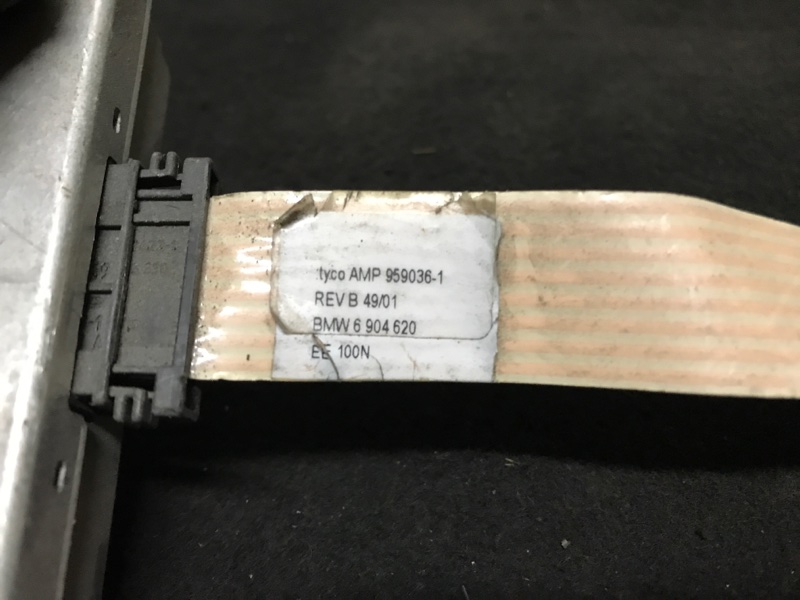 tyco AMP 959036-1
REV B 49/01
BMW 6 904 620
EE 100N